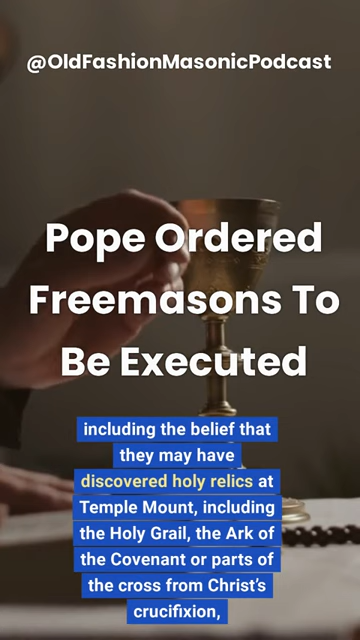 @OldFashionMasonicPodcast
Pope Ordered
Freemasons To
Be Executed
including the belief that
they may have
discovered holy relics at
Temple Mount, including
the Holy Grail, the Ark of
the Covenant or parts of
the cross from Christ's
crucifixion,